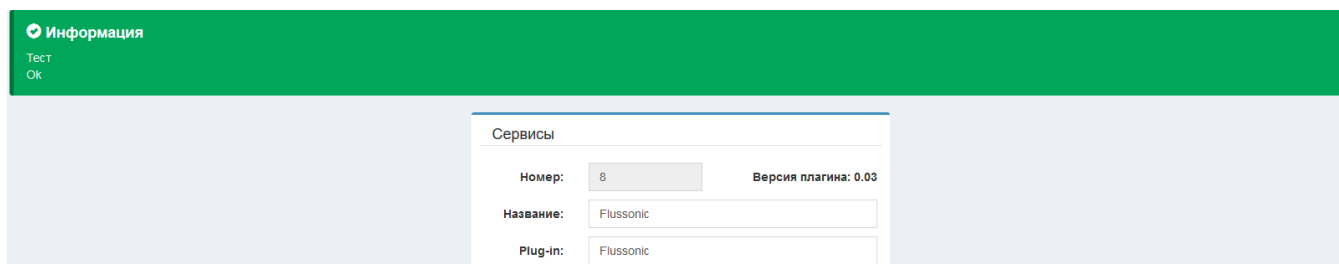 Информация
Тест
Ok
Сервисы
Номер: 8 Версия плагина: 0.03
Название: Flussonic
Plug-in: Flussonic